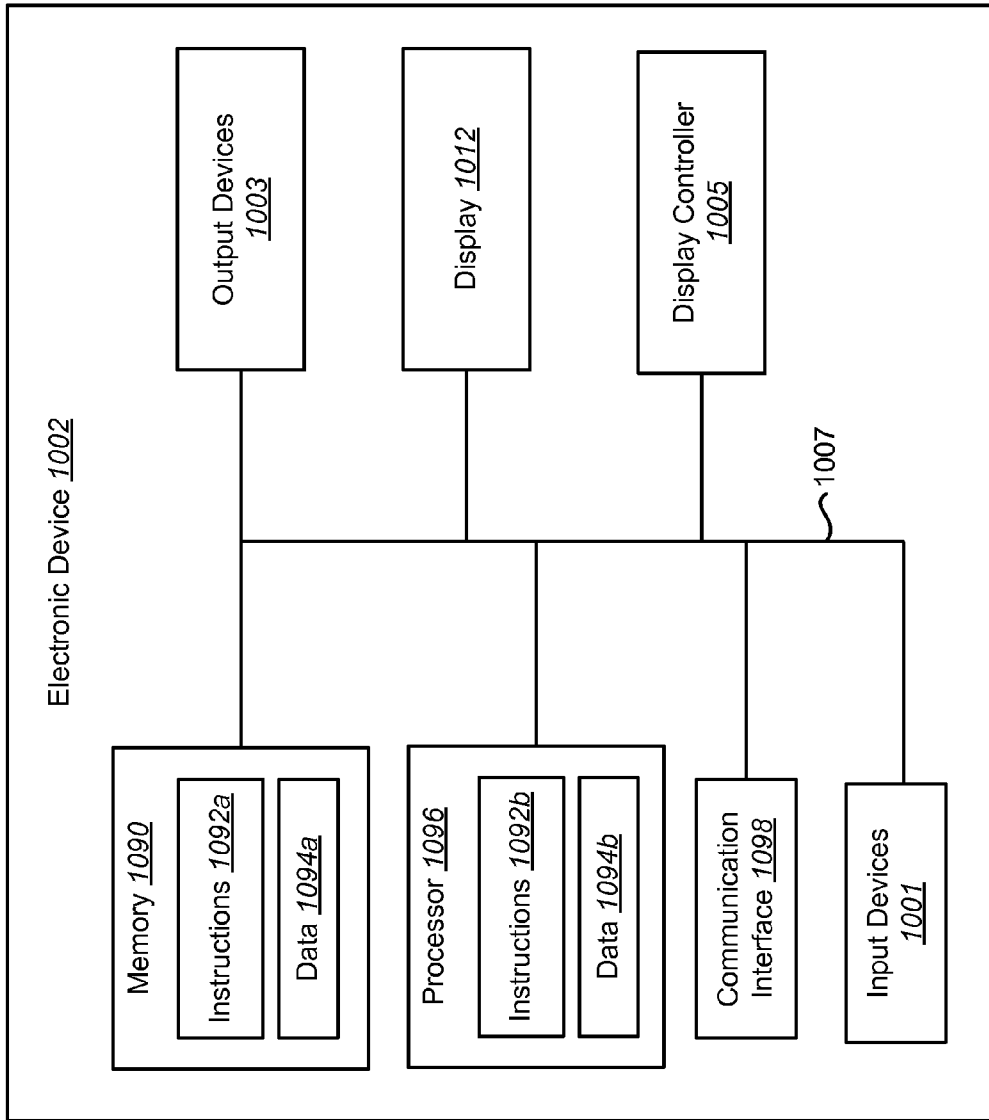 Electronic Device 1002
Memory 1090
Instructions 1092a
Data 1094a
Processor 1096
Instructions 1092b
Data 1094b
Communication
Interface 1098
Input Devices
1001
Output Devices
1003
Display 1012
Display Controller
1005
1007